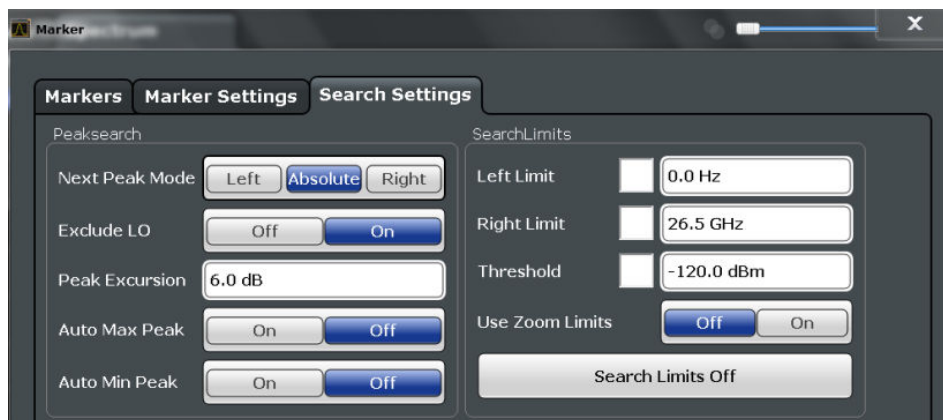 Marker
Markers Marker Settings Search Settings
Peaksearch
Next Peak Mode Left Absolute Right
Exclude LO Off On
Peak Excursion 6.0 dB
Auto Max Peak On Off
Auto Min Peak On Off
SearchLimits
Left Limit 0.0 Hz
Right Limit 26.5 GHz
Threshold -120.0 dBm
Use Zoom Limits Off On
Search Limits Off